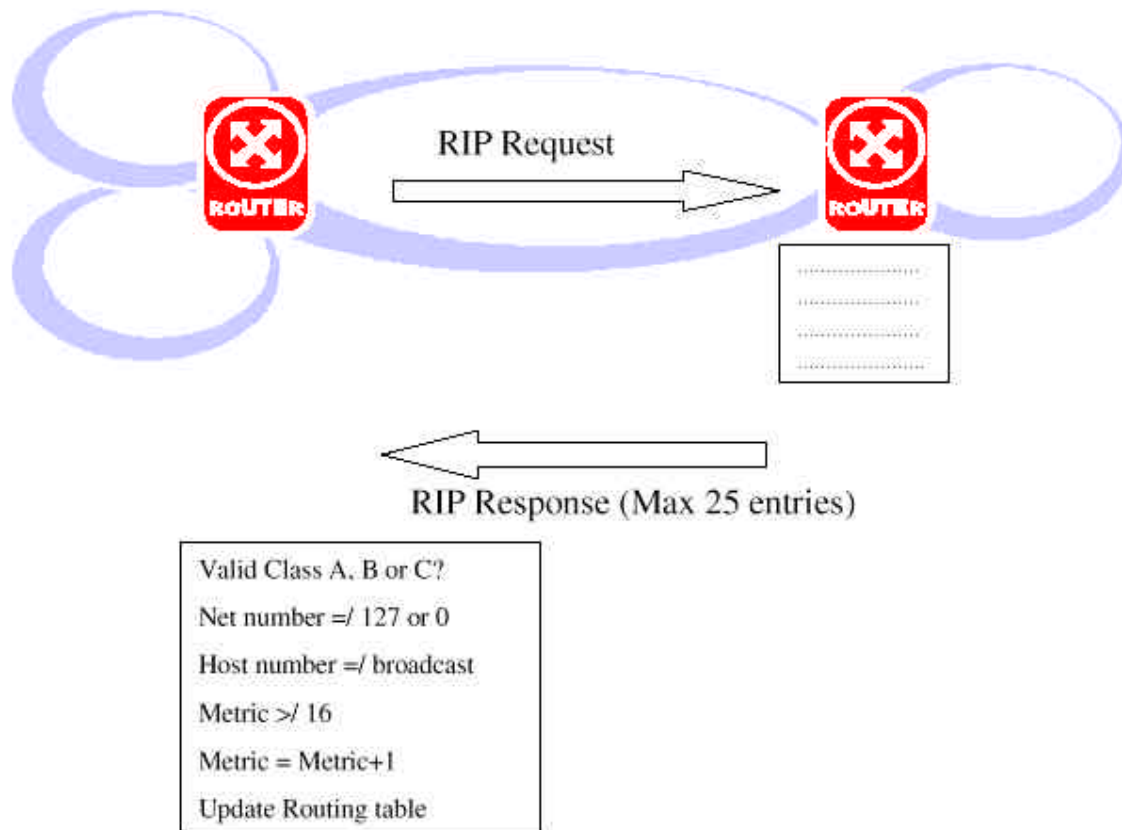 RIP Request
ROUTER
ROUTER
RIP Response (Max 25 entries)
Valid Class A, B or C?
Net number =/ 127 or 0
Host number =/ broadcast
Metric >/ 16
Metric = Metric+1
Update Routing table